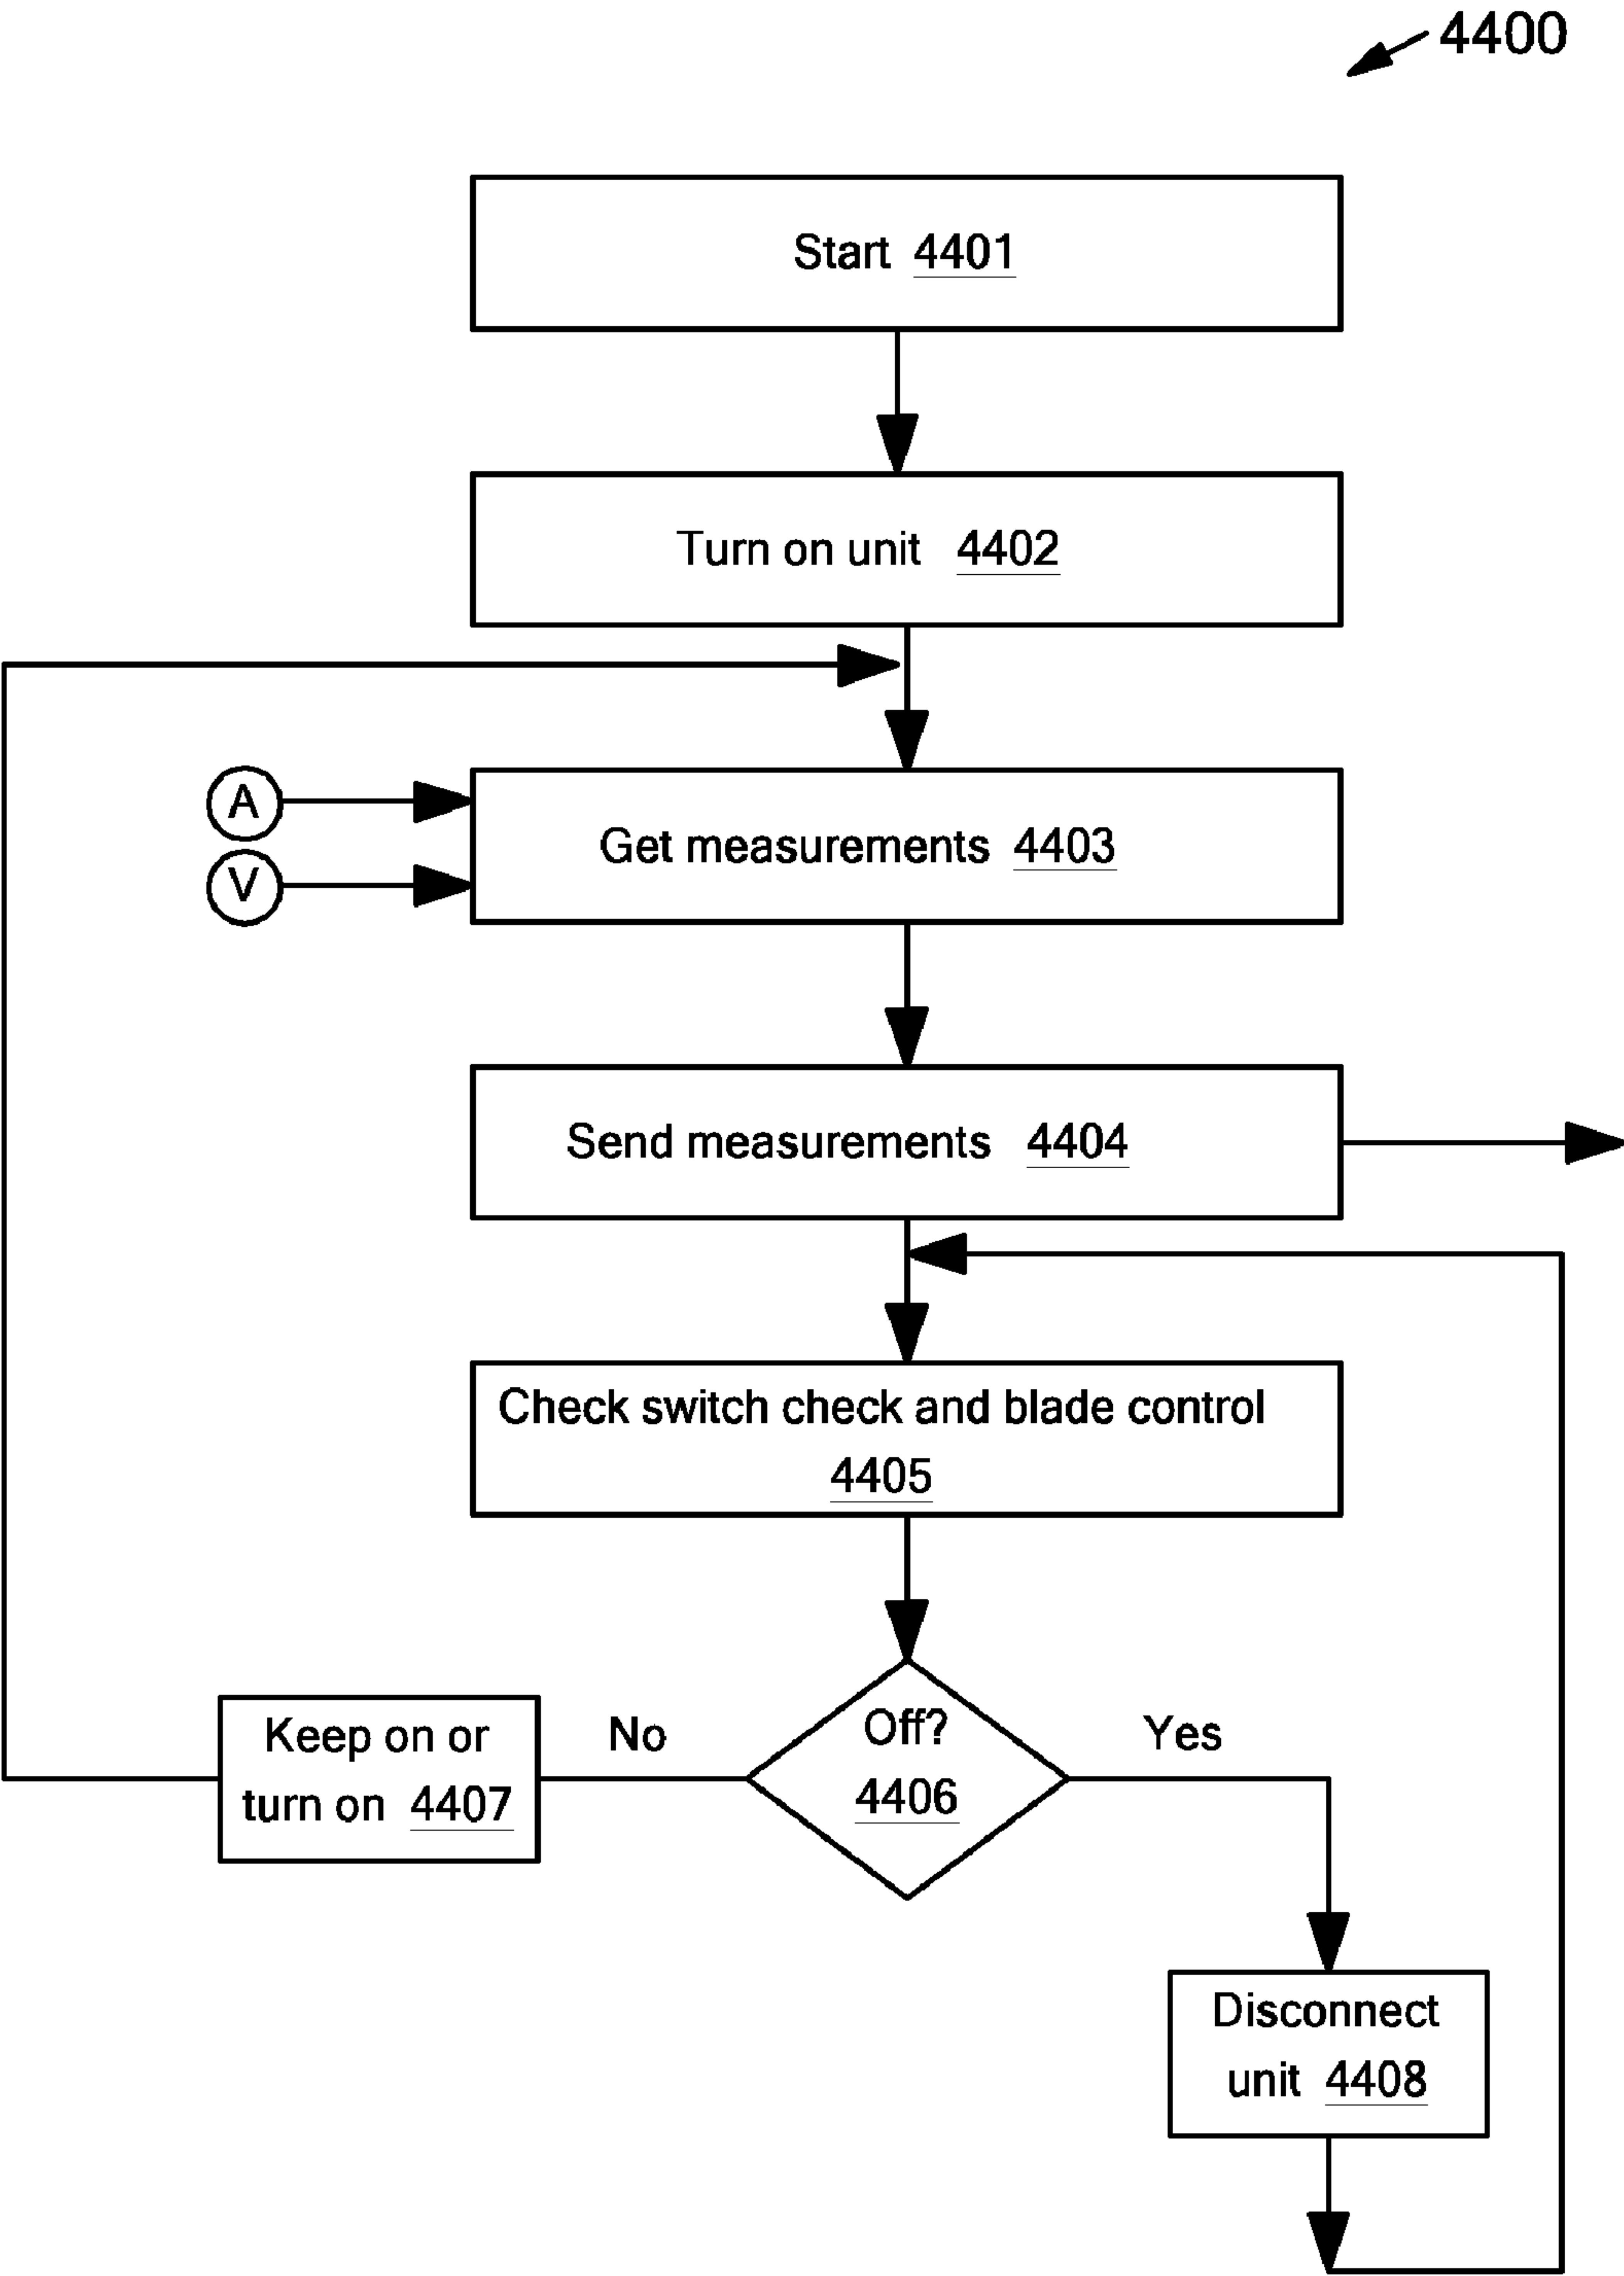 4400
Start 4401
Turn on unit 4402
A
Get measurements 4403
V
Send measurements 4404
Check switch check and blade control
4405
Off?
4406
No
Yes
Keep on or
turn on 4407
Disconnect
unit 4408